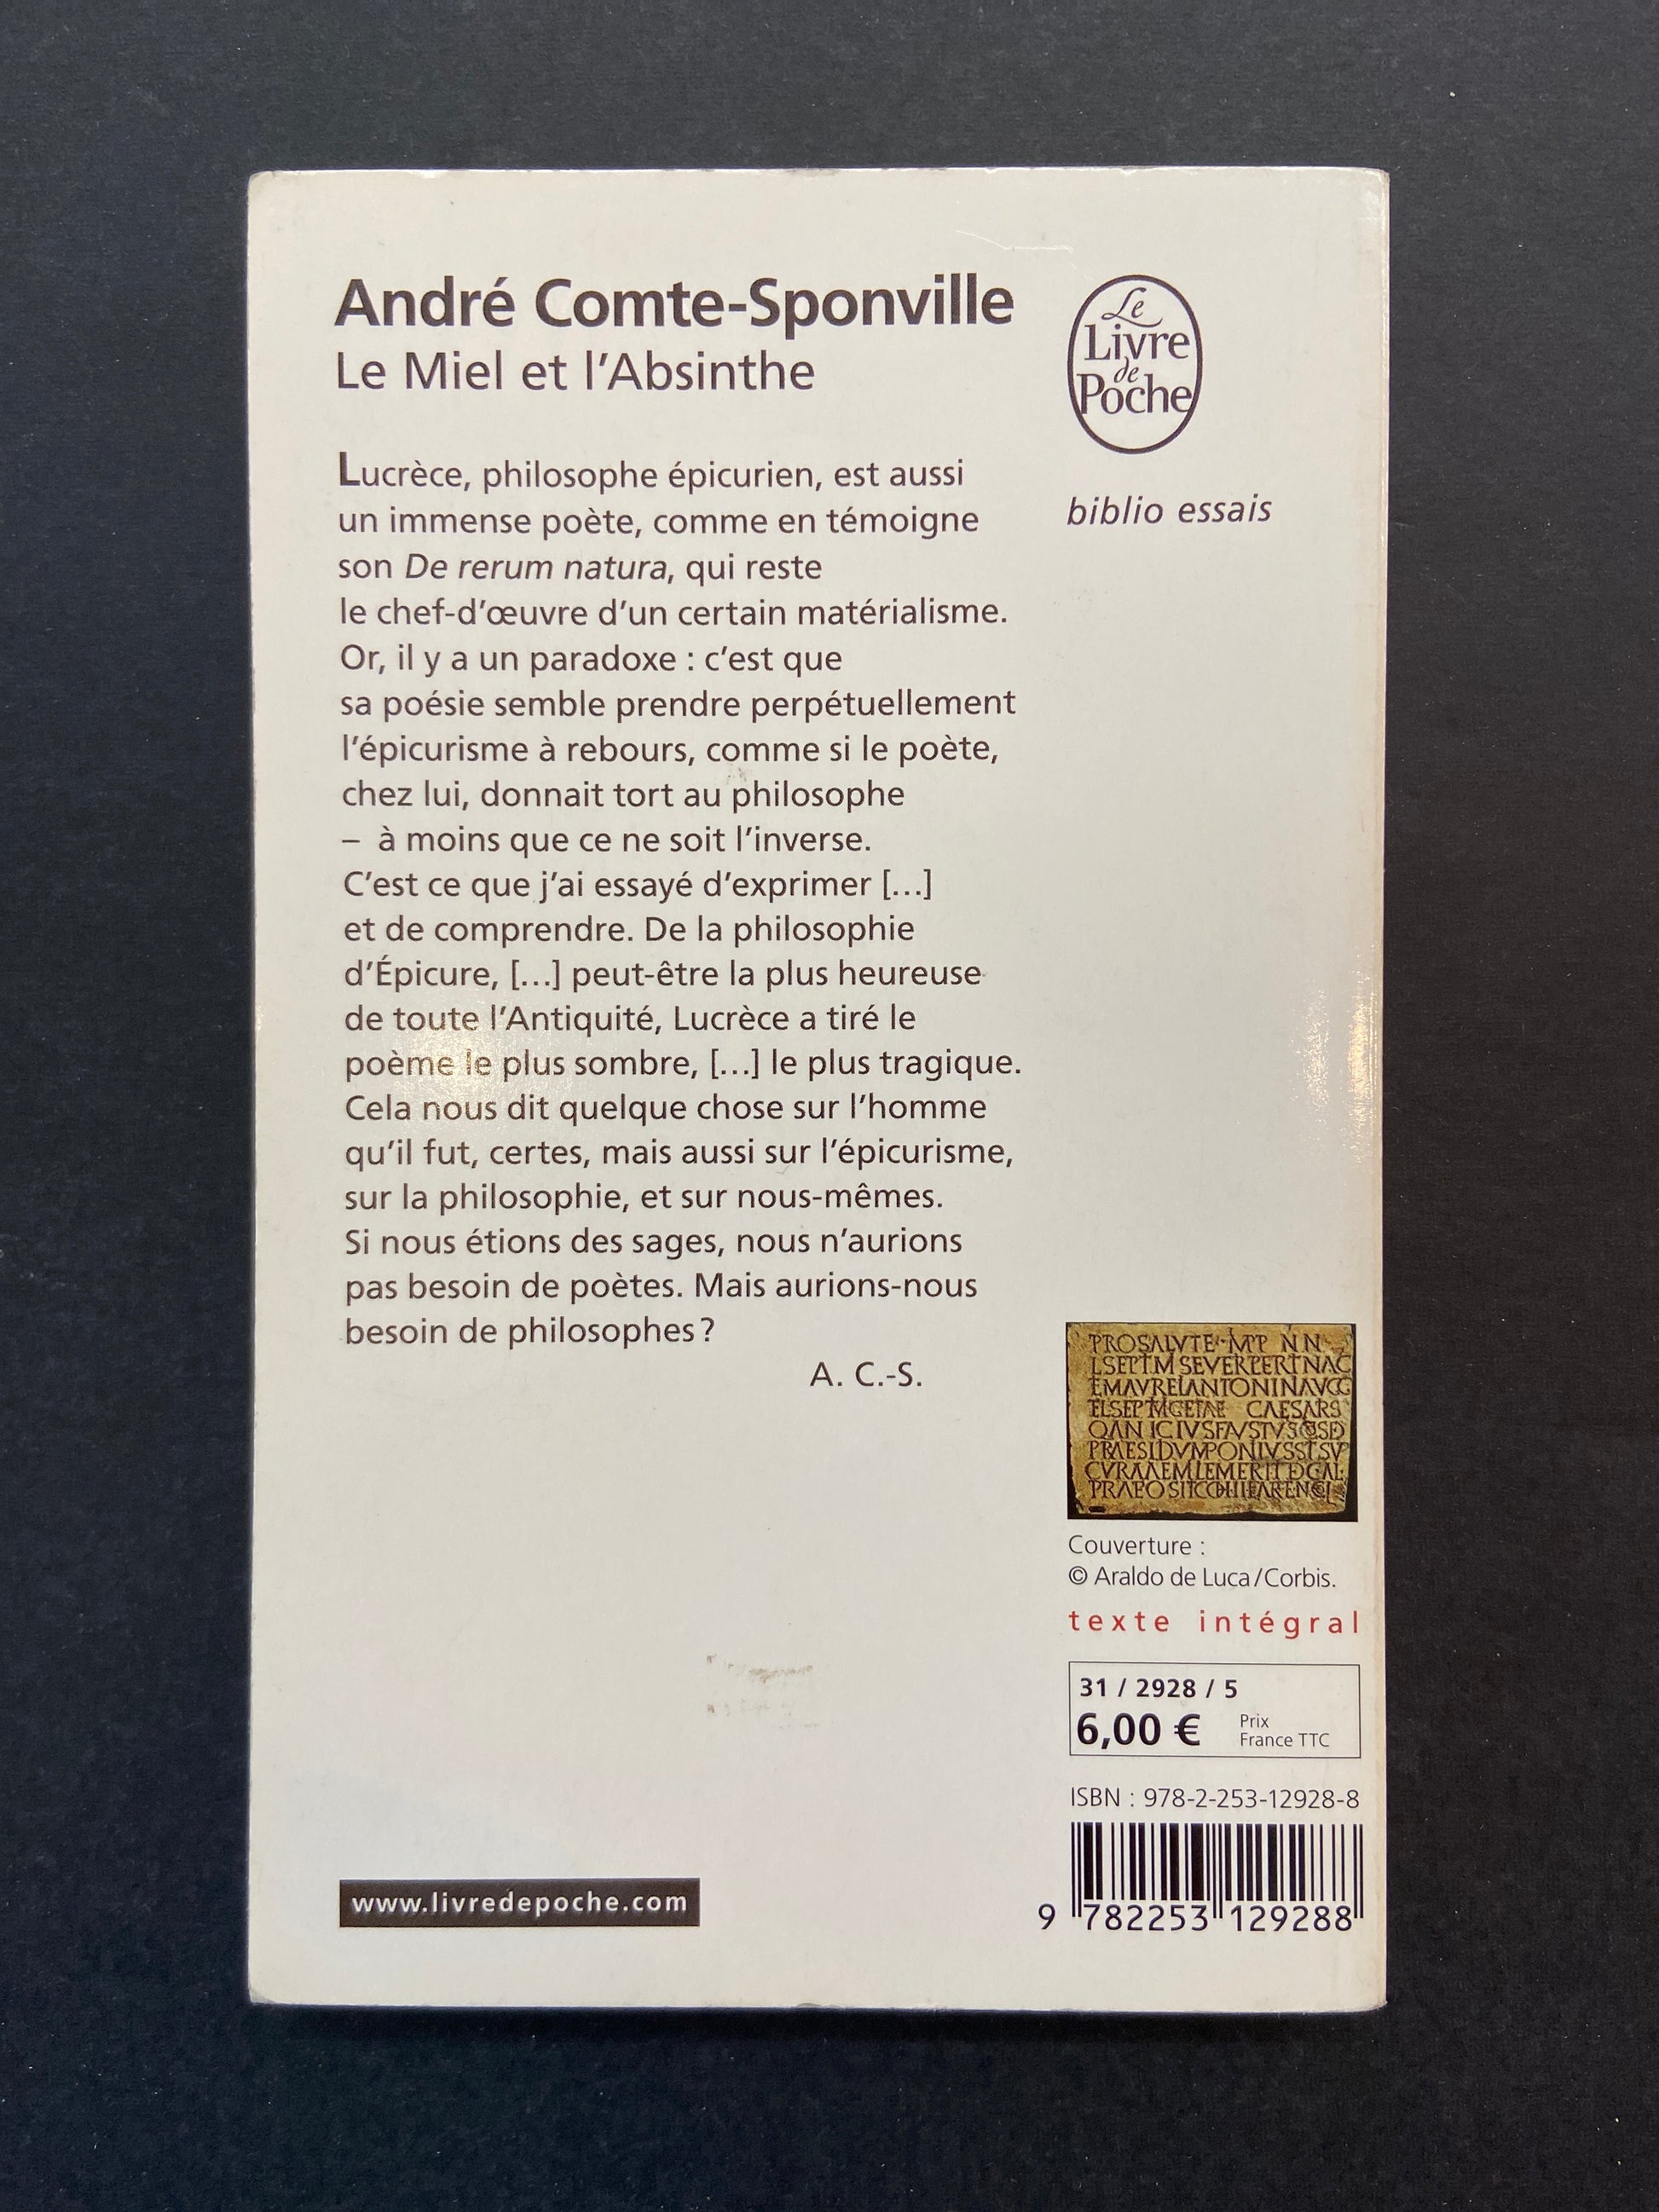 André Comte-Sponville
Le Miel et l'Absinthe
Le
Livre
de
Poche
biblio essais
Lucrèce, philosophe épicurien, est aussi
un immense poète, comme en témoigne
son De rerum natura, qui reste
le chef-d'œuvre d'un certain matérialisme.
Or, il y a un paradoxe : c'est que
sa poésie semble prendre perpétuellement
l'épicurisme à rebours, comme si le poète,
chez lui, donnait tort au philosophe
– à moins que ce ne soit l'inverse.
C'est ce que j'ai essayé d'exprimer [...]
et de comprendre. De la philosophie
d'Épicure, [...] peut-être la plus heureuse
de toute l'Antiquité, Lucrèce a tiré le
poème le plus sombre, [...] le plus tragique.
Cela nous dit quelque chose sur l'homme
qu'il fut, certes, mais aussi sur l'épicurisme,
sur la philosophie, et sur nous-mêmes.
Si nous étions des sages, nous n'aurions
pas besoin de poètes. Mais aurions-nous
besoin de philosophes ?
A. C.-S.
PROSALVTE
CAESARS
Couverture :
© Araldo de Luca/Corbis.
texte intégral
31 / 2928 / 5
6,00 € Prix
France TTC
ISBN : 978-2-253-12928-8
9 782253 129288
www.livredepoche.com